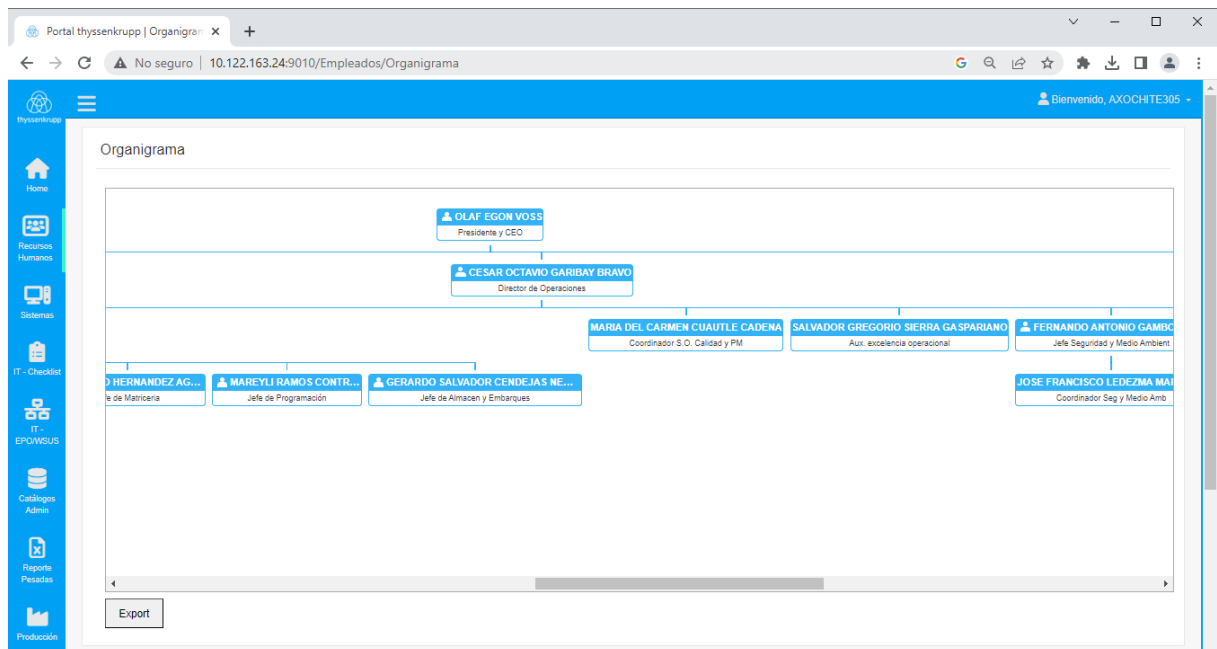 Portal thyssenkrupp | Organigran
No seguro | 10.122.163.24:9010/Empleados/Organigrama
thyssenkrupp
Bienvenido, AXOCHITE305
Home
Recursos
Humanos
Sistemas
IT - Checklist
IT -
EPO/WSUS
Catálogos
Admin
Reporte
Pesadas
Producción
Organigrama
OLAF EGON VOSS
Presidente y CEO
CESAR OCTAVIO GARIBAY BRAVO
Director de Operaciones
MARIA DEL CARMEN CUAUTLE CADENA
Coordinador S.O. Calidad y PM
SALVADOR GREGORIO SIERRA GASPARIANO
Aux. excelencia operacional
FERNANDO ANTONIO GAMBO
Jefe Seguridad y Medio Ambient
O HERNANDEZ AG...
fe de Matriceria
MAREYLI RAMOS CONTR...
Jefe de Programación
GERARDO SALVADOR CENDEJAS NE...
Jefe de Almacen y Embarques
JOSE FRANCISCO LEDEZMA MAR
Coordinador Seg y Medio Amb
Export